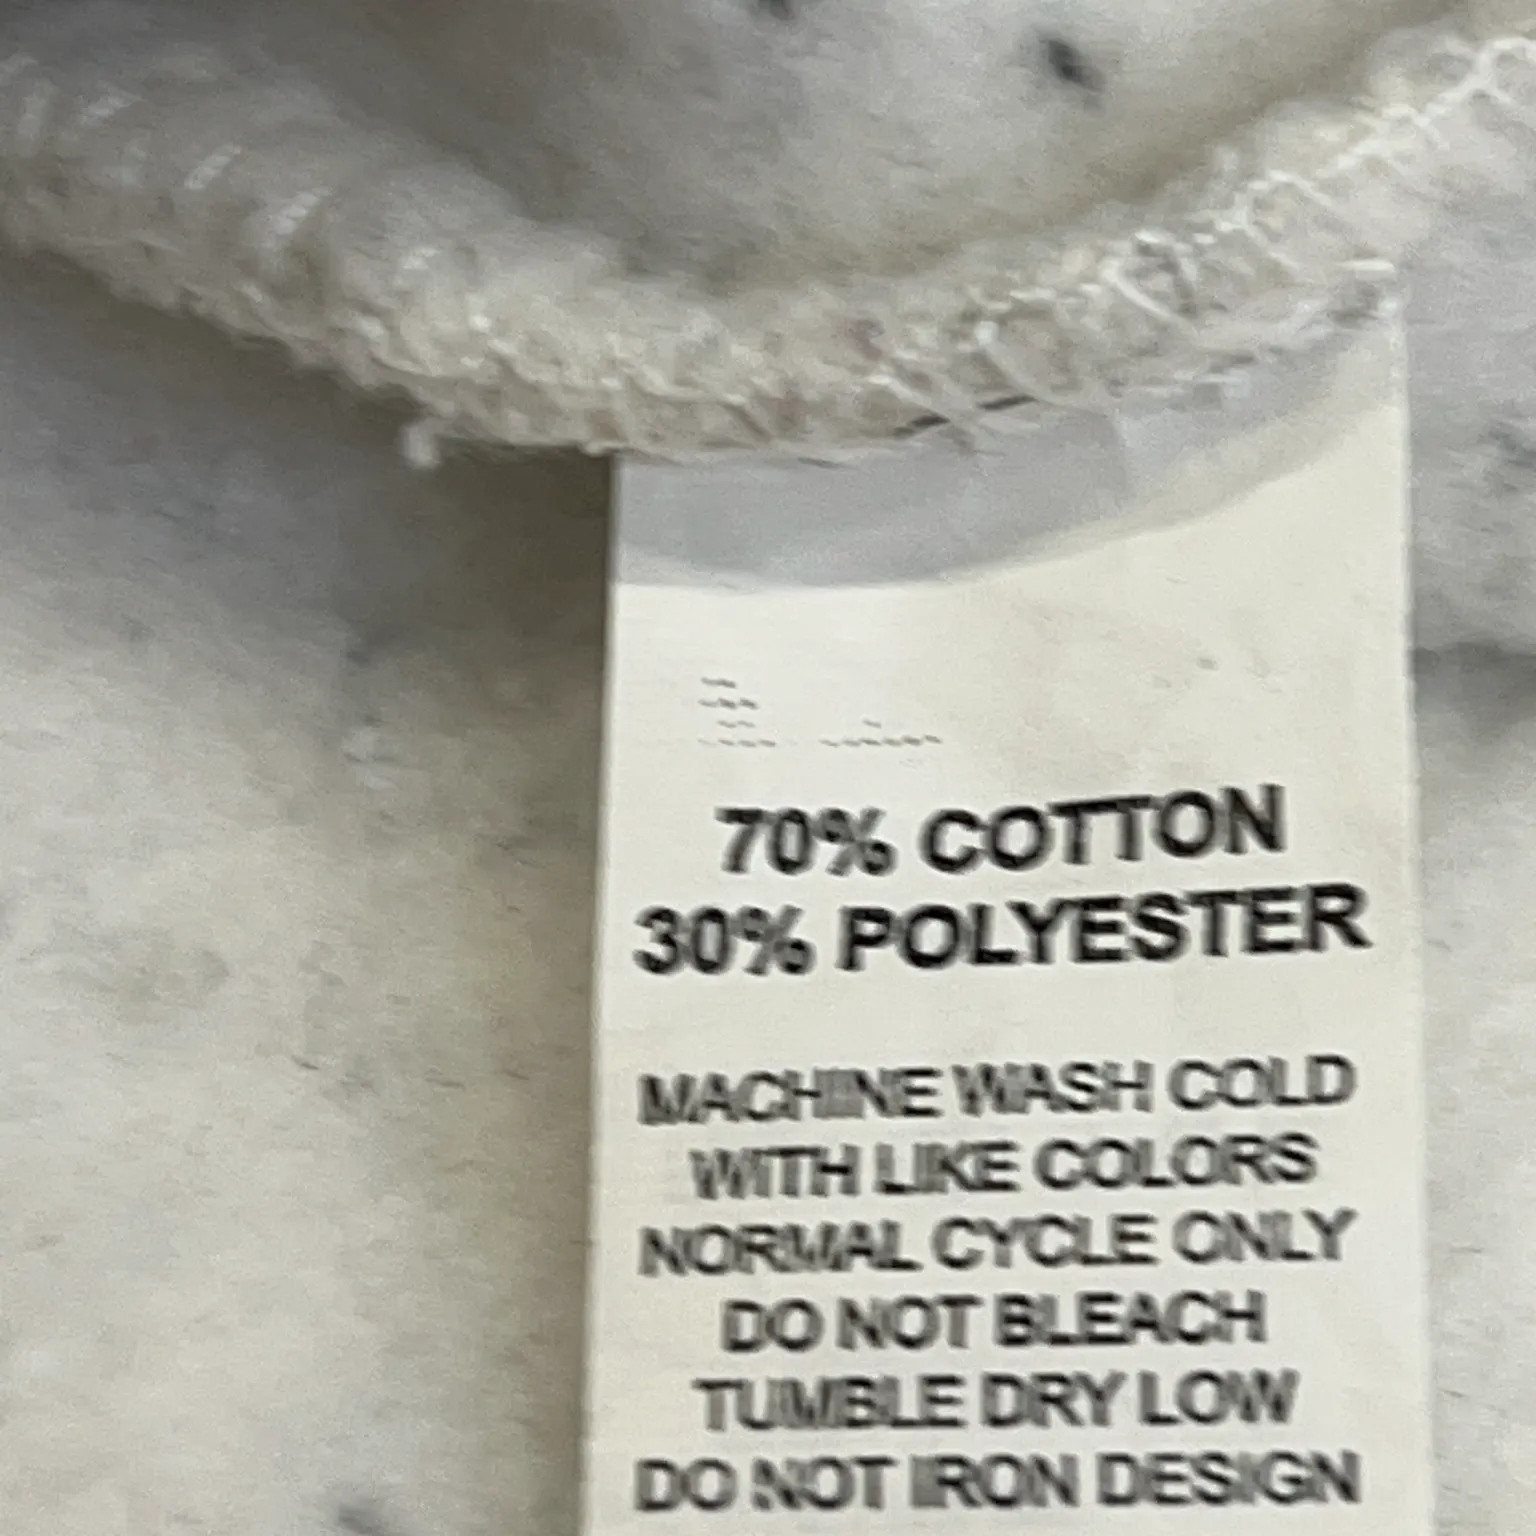 70% COTTON
30% POLYESTER
MACHINE WASH COLD
WITH LIKE COLORS
NORMAL CYCLE ONLY
DO NOT BLEACH
TUMBLE DRY LOW
DO NOT IRON DESIGN